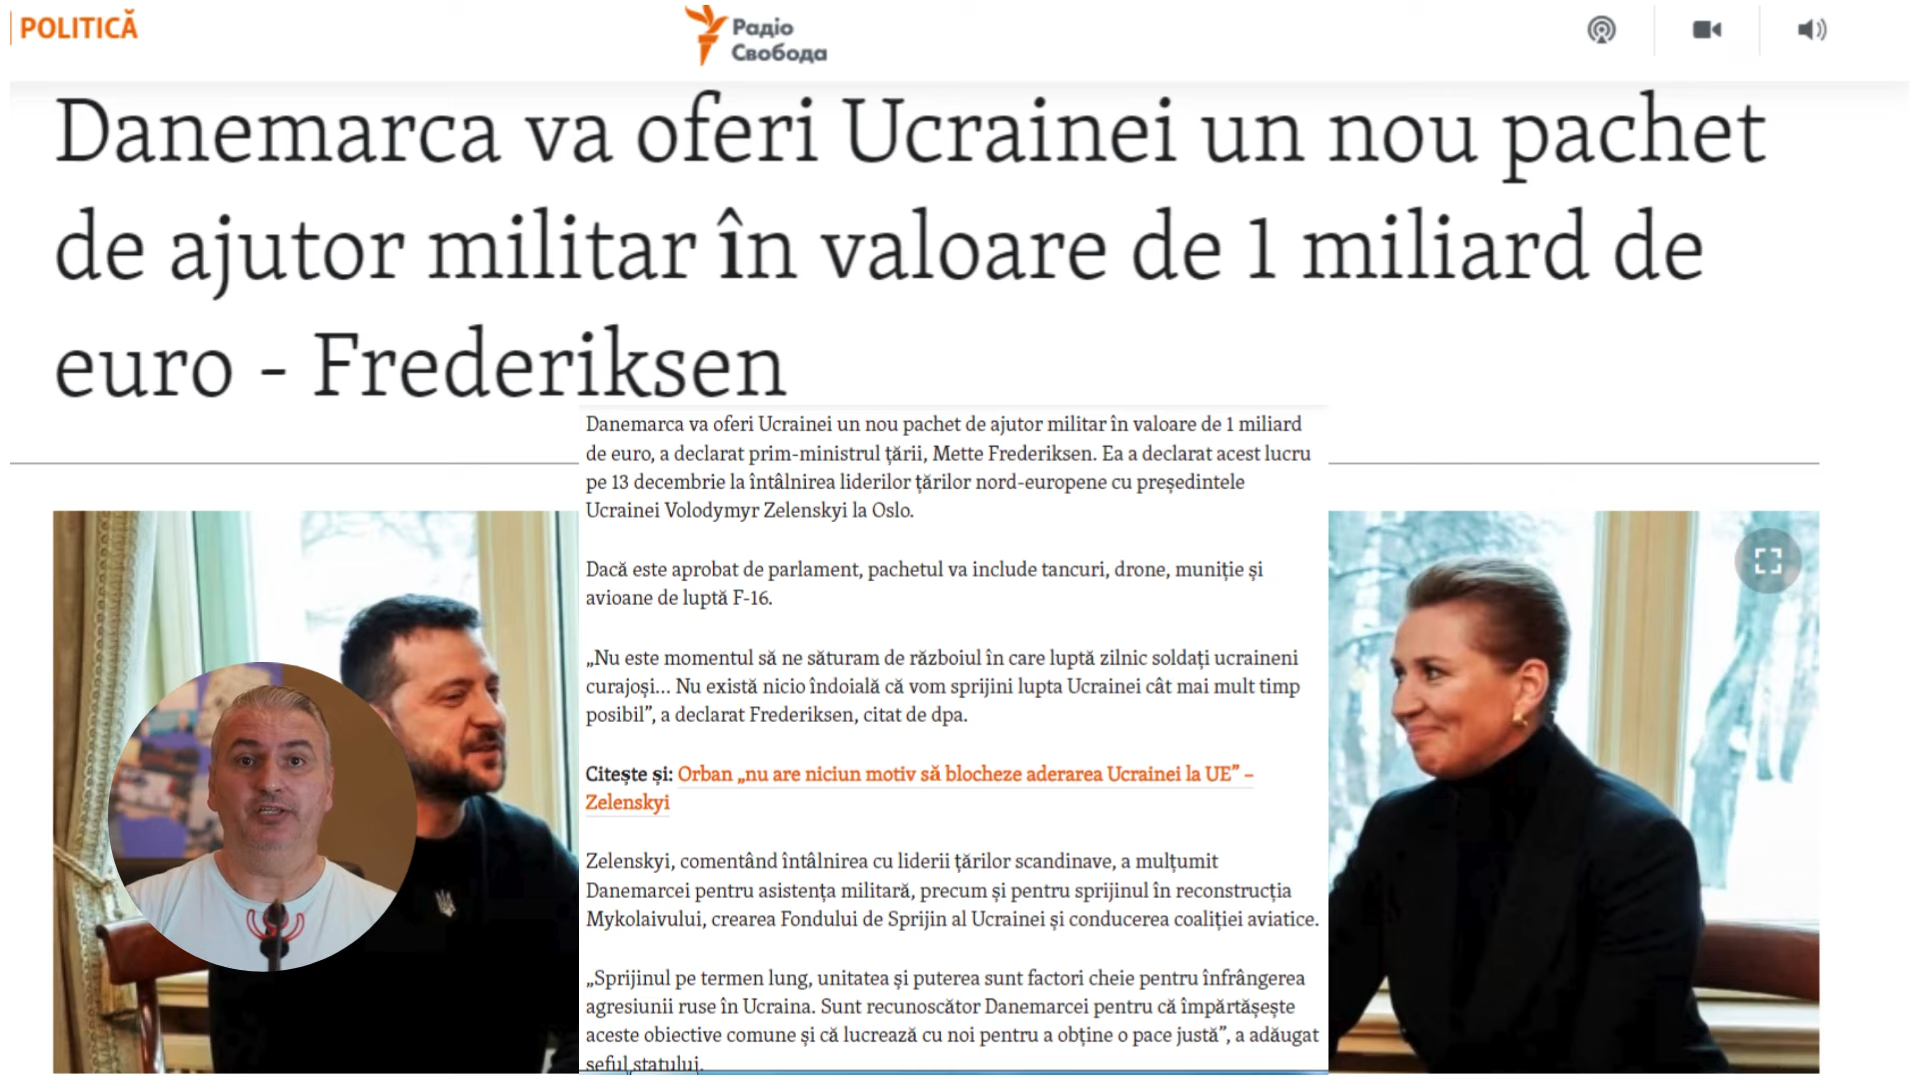 POLITICĂ
Радіо
Свобода
Danemarca va oferi Ucrainei un nou pachet
de ajutor militar în valoare de 1 miliard de
euro - Frederiksen
Danemarca va oferi Ucrainei un nou pachet de ajutor militar în valoare de 1 miliard
de euro, a declarat prim-ministrul țării, Mette Frederiksen. Ea a declarat acest lucru
pe 13 decembrie la întâlnirea liderilor țărilor nord-europene cu președintele
Ucrainei Volodymyr Zelenskyi la Oslo.
Dacă este aprobat de parlament, pachetul va include tancuri, drone, muniție și
avioane de luptă F-16.
„Nu este momentul să ne săturam de războiul în care luptă zilnic soldați ucraineni
curajoși... Nu există nicio îndoială că vom sprijini lupta Ucrainei cât mai mult timp
posibil”, a declarat Frederiksen, citat de dpa.
Citește și: Orban „nu are niciun motiv să blocheze aderarea Ucrainei la UE” –
Zelenskyi
Zelenskyi, comentând întâlnirea cu liderii țărilor scandinave, a mulțumit
Danemarcei pentru asistența militară, precum și pentru sprijinul în reconstrucția
Mykolaivului, crearea Fondului de Sprijin al Ucrainei și conducerea coaliției aviatice.
„Sprijinul pe termen lung, unitatea și puterea sunt factori cheie pentru înfrângerea
agresiunii ruse în Ucraina. Sunt recunoscător Danemarcei pentru că împărtășește
aceste obiective comune și că lucrează cu noi pentru a obține o pace justă”, a adăugat
șeful statului.